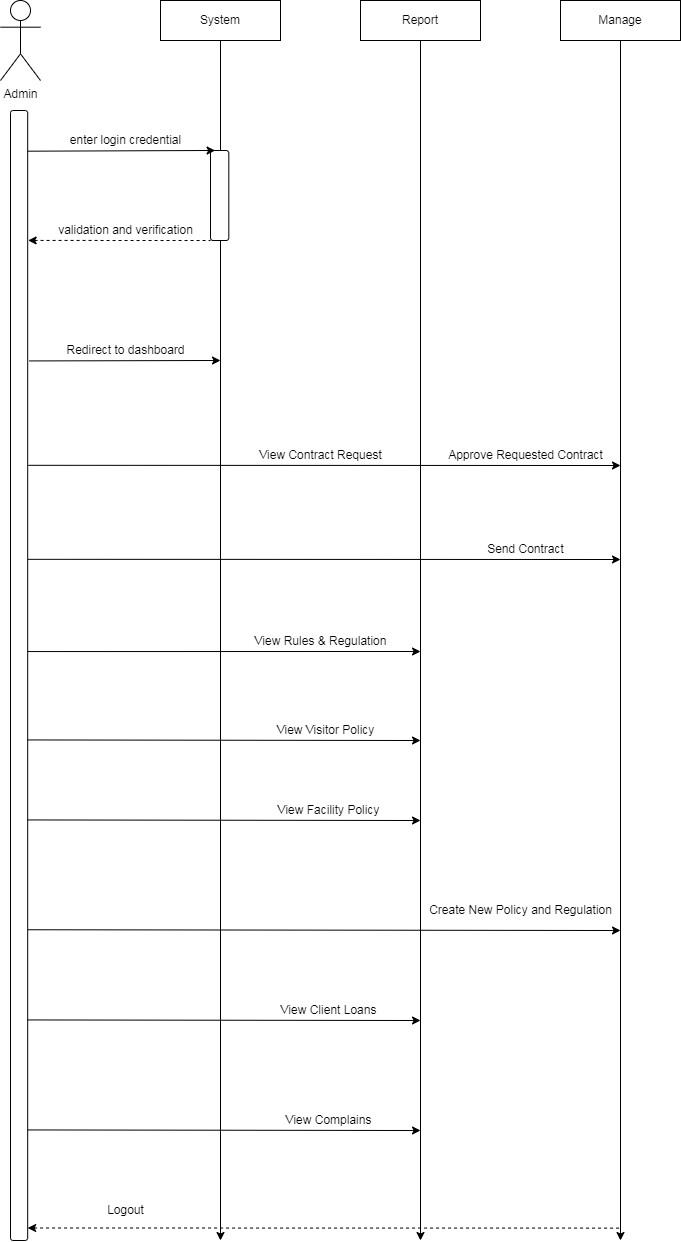 System
Report
Manage
Admin
enter login credential
validation and verification
Redirect to dashboard
View Contract Request
Approve Requested Contract
Send Contract
View Rules & Regulation
View Visitor Policy
View Facility Policy
Create New Policy and Regulation
View Client Loans
View Complains
Logout